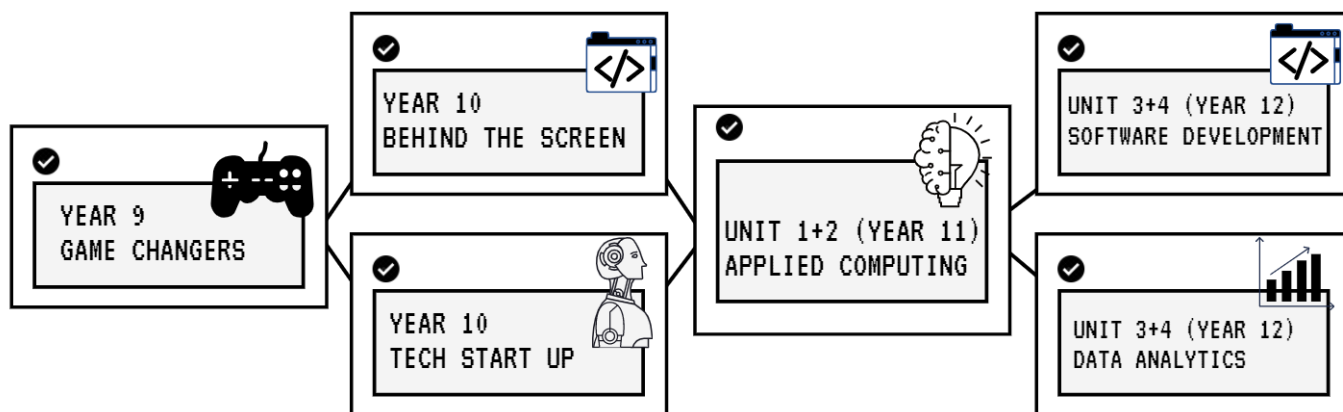 YEAR 9
GAME CHANGERS
YEAR 10
BEHIND THE SCREEN
YEAR 10
TECH START UP
UNIT 1+2 (YEAR 11)
APPLIED COMPUTING
UNIT 3+4 (YEAR 12)
SOFTWARE DEVELOPMENT
UNIT 3+4 (YEAR 12)
DATA ANALYTICS